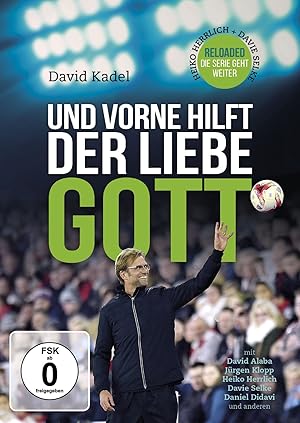 HEIKO HERRLICH + DAVIE SELKE
RELOADED
DIE SERIE GEHT
WEITER
David Kadel
UND VORNE HILFT
DER LIEBE
GOTT
FSK
ab
0
freigegeben
mit
David Alaba
Jürgen Klopp
Heiko Herrlich
Davie Selke
Daniel Didavi
und anderen